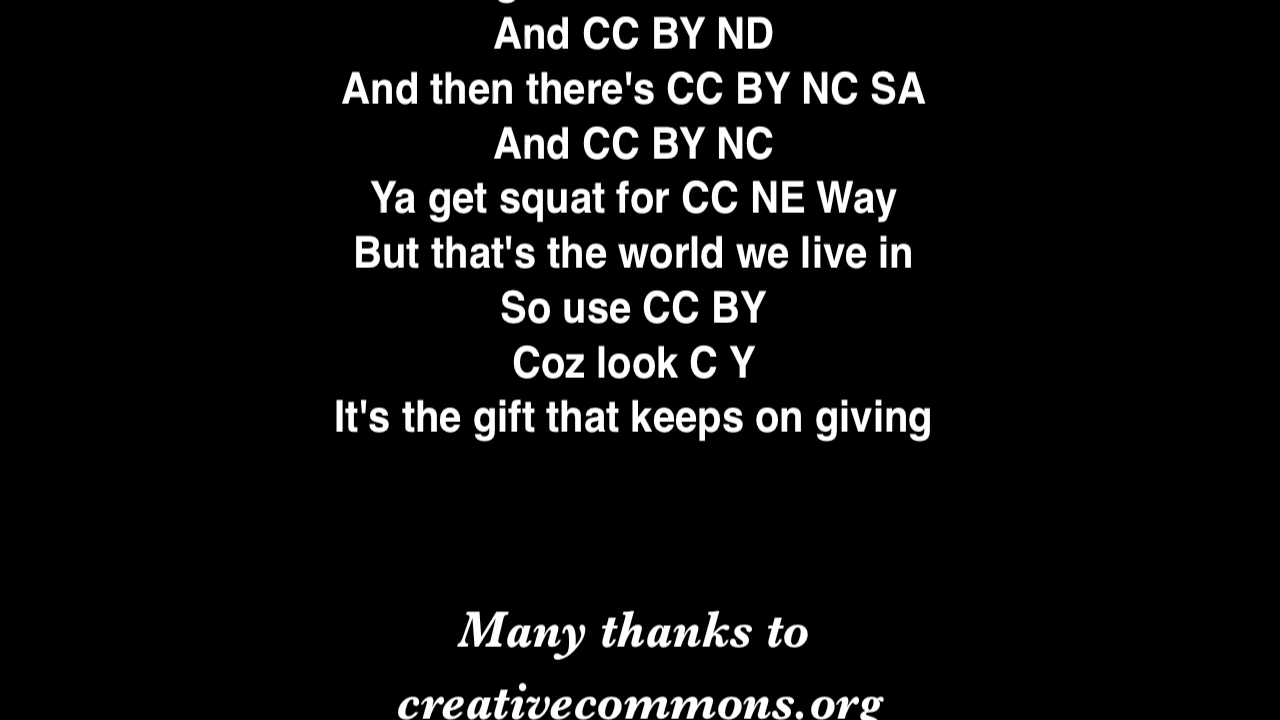 And CC BY ND
And then there's CC BY NC SA
And CC BY NC
Ya get squat for CC NE Way
But that's the world we live in
So use CC BY
Coz look C Y
It's the gift that keeps on giving
Many thanks to
creativecommons.org